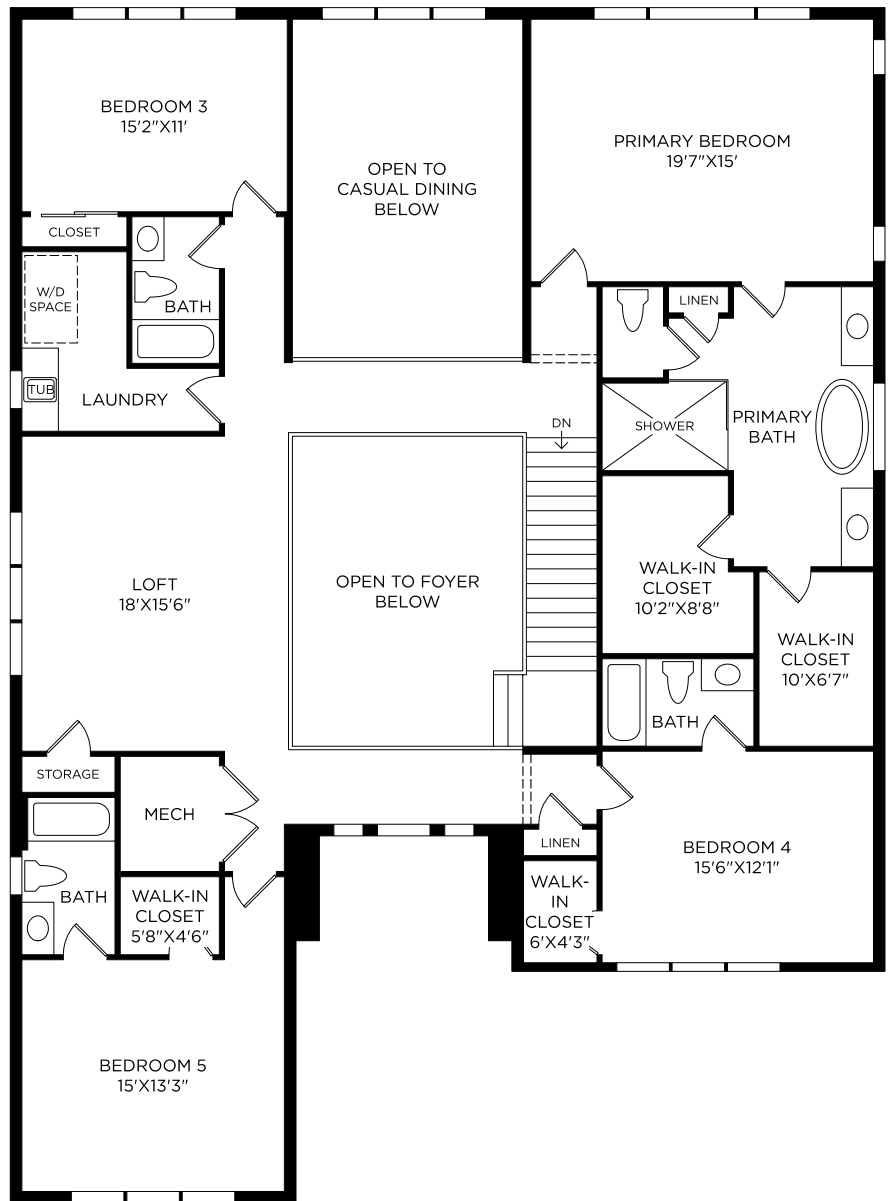 BEDROOM 3
15'2"X11'
OPEN TO
CASUAL DINING
BELOW
PRIMARY BEDROOM
19'7"X15'
CLOSET
W/D
SPACE
BATH
LINEN
TUB
LAUNDRY
DN
SHOWER
PRIMARY
BATH
LOFT
18'X15'6"
OPEN TO FOYER
BELOW
WALK-IN
CLOSET
10'2"X8'8"
WALK-IN
CLOSET
10'X6'7"
BATH
STORAGE
MECH
LINEN
BEDROOM 4
15'6"X12'1"
BATH
WALK-IN
CLOSET
5'8"X4'6"
WALK-
IN
CLOSET
6'X4'3"
BEDROOM 5
15'X13'3"